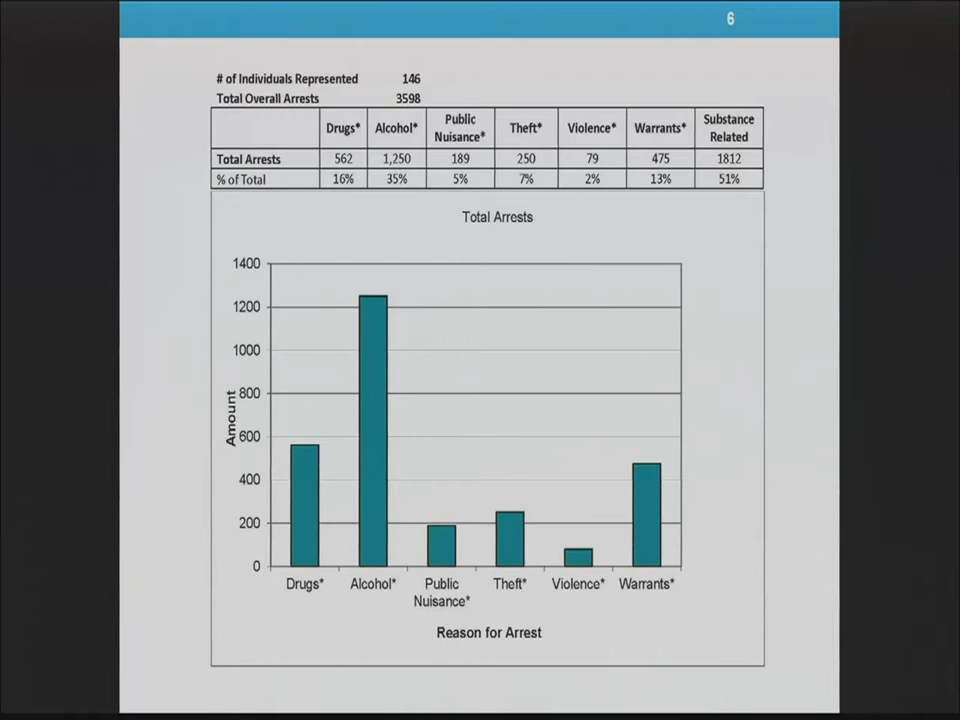 6
# of Individuals Represented 146
Total Overall Arrests 3598
Drugs* Alcohol* Public Nuisance* Theft* Violence* Warrants* Substance Related
Total Arrests 562 1,250 189 250 79 475 1812
% of Total 16% 35% 5% 7% 2% 13% 51%
Total Arrests
1400
1200
1000
800
600
400
200
0
Amount
Drugs* Alcohol* Public Nuisance* Theft* Violence* Warrants*
Reason for Arrest